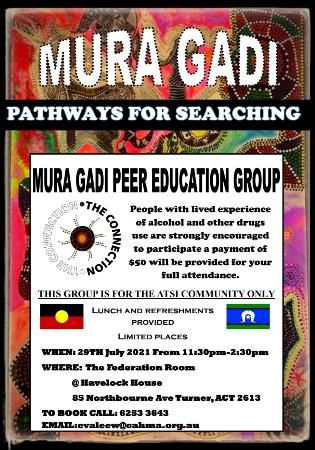 MURA GADI
PATHWAYS FOR SEARCHING
MURA GADI PEER EDUCATION GROUP
•THE CONNECTION•THE CONNECTION
People with lived experience
of alcohol and other drugs
use are strongly encouraged
to participate a payment of
$50 will be provided for your
full attendance.
THIS GROUP IS FOR THE ATSI COMMUNITY ONLY
LUNCH AND REFRESHMENTS
PROVIDED
LIMITED PLACES
WHEN: 29TH July 2021 From 11:30pm-2:30pm
WHERE: The Federation Room
@ Havelock House
85 Northbourne Ave Turner, ACT 2613
TO BOOK CALL: 6253 3643
EMAIL:evaleew@cahma.org.au